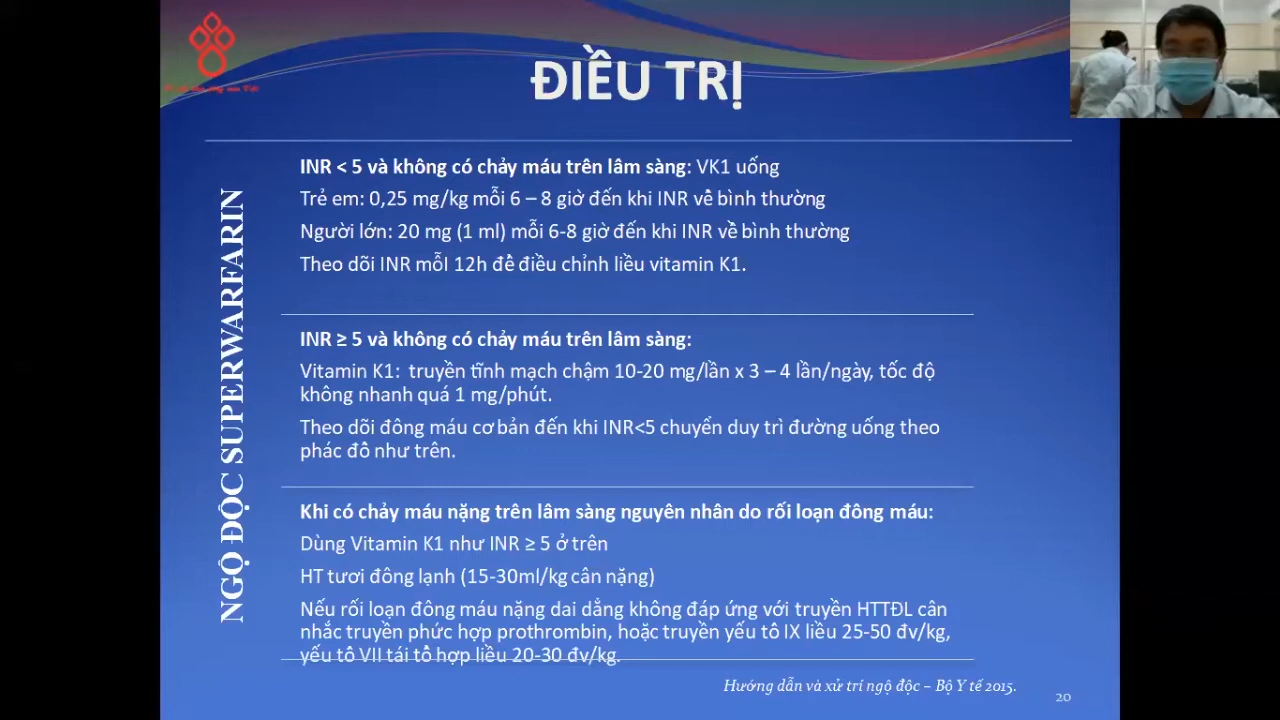 ĐIỀU TRỊ
NGỘ ĐỘC SUPERWARFARIN
INR < 5 và không có chảy máu trên lâm sàng: VK1 uống
Trẻ em: 0,25 mg/kg mỗi 6 – 8 giờ đến khi INR về bình thường
Người lớn: 20 mg (1 ml) mỗi 6-8 giờ đến khi INR về bình thường
Theo dõi INR mỗI 12h để điều chỉnh liều vitamin K1.
INR ≥ 5 và không có chảy máu trên lâm sàng:
Vitamin K1: truyền tĩnh mạch chậm 10-20 mg/lần x 3 – 4 lần/ngày, tốc độ
không nhanh quá 1 mg/phút.
Theo dõi đông máu cơ bản đến khi INR<5 chuyển duy trì đường uống theo
phác đồ như trên.
Khi có chảy máu nặng trên lâm sàng nguyên nhân do rối loạn đông máu:
Dùng Vitamin K1 như INR ≥ 5 ở trên
HT tươi đông lạnh (15-30ml/kg cân nặng)
Nếu rối loạn đông máu nặng dai dẳng không đáp ứng với truyền HTTĐL cân
nhắc truyền phức hợp prothrombin, hoặc truyền yếu tố IX liều 25-50 đv/kg,
yếu tố VII tái tổ hợp liều 20-30 đv/kg.
Hướng dẫn và xử trí ngộ độc – Bộ Y tế 2015.
20